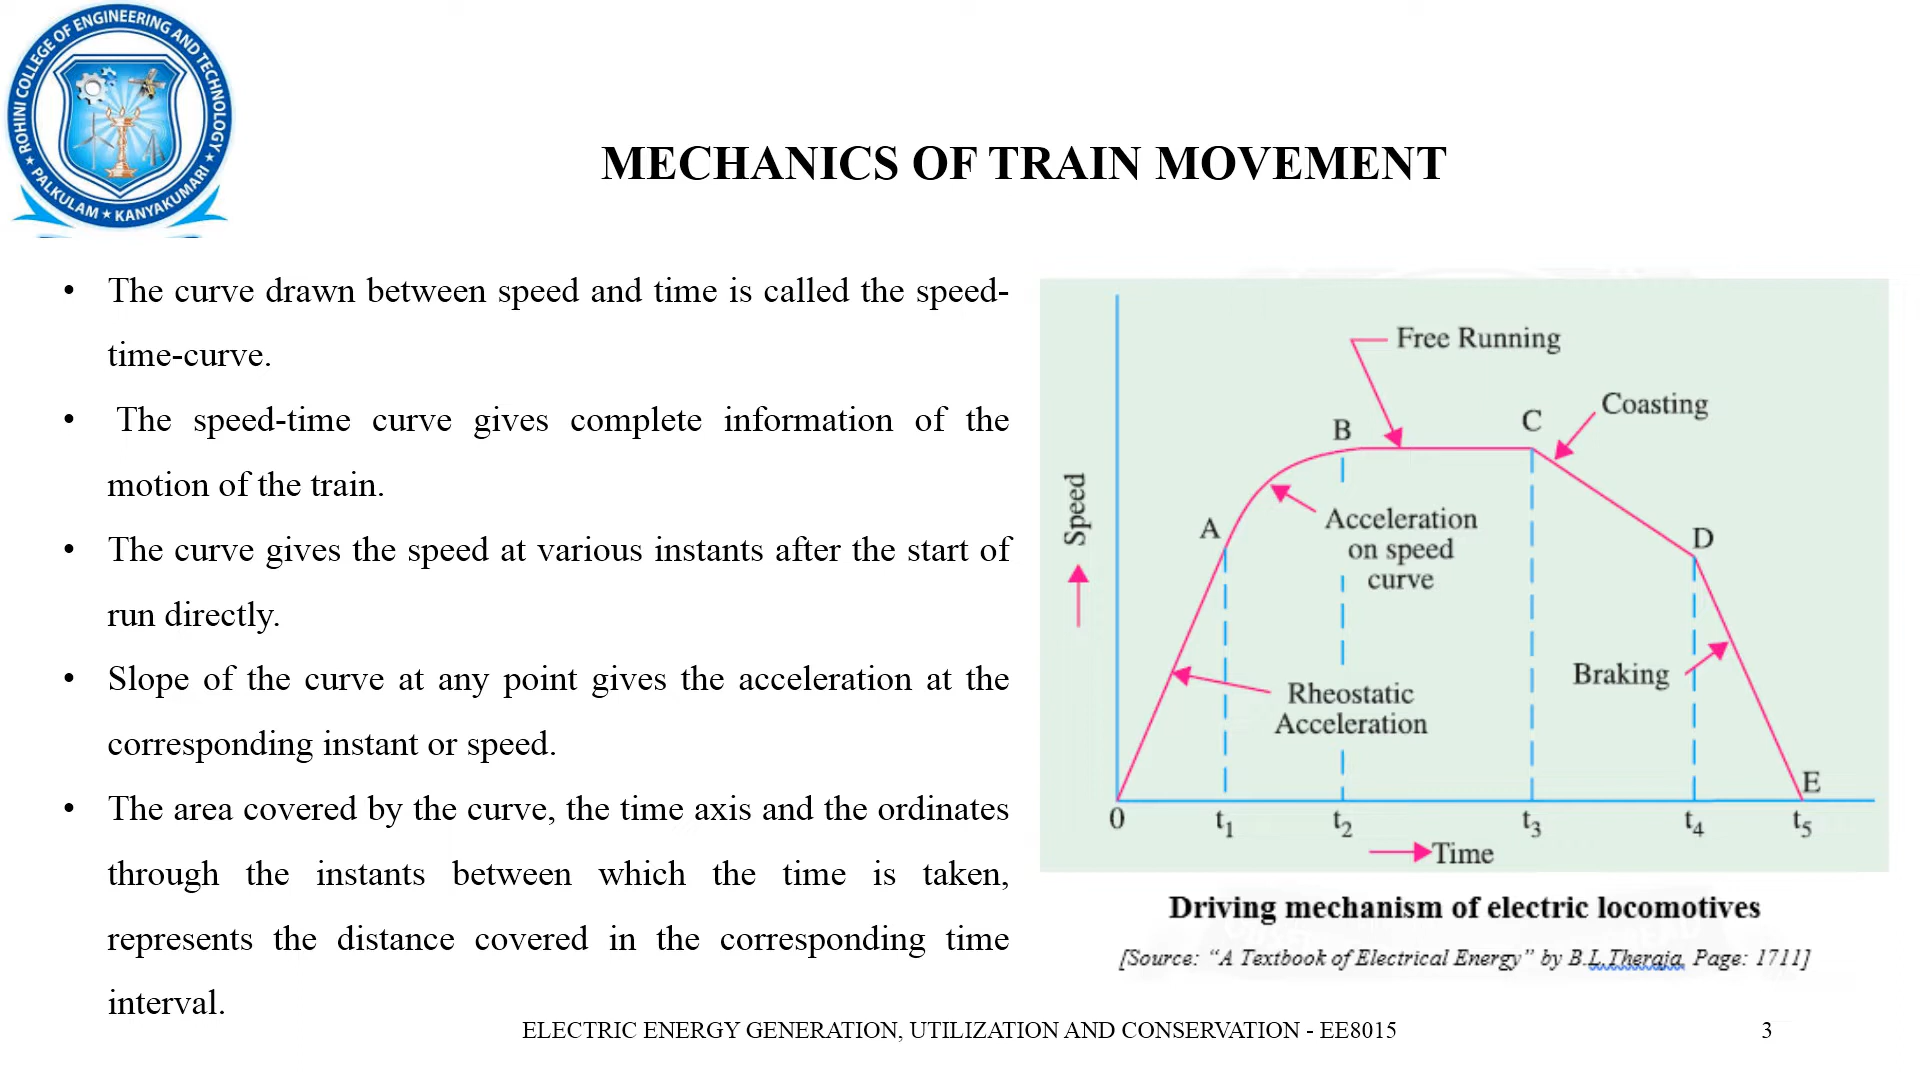 ROHINI COLLEGE OF ENGINEERING AND TECHNOLOGY
★ PALKULAM ★ KANYAKUMARI ★
MECHANICS OF TRAIN MOVEMENT
• The curve drawn between speed and time is called the speed-
time-curve.
• The speed-time curve gives complete information of the
motion of the train.
• The curve gives the speed at various instants after the start of
run directly.
• Slope of the curve at any point gives the acceleration at the
corresponding instant or speed.
• The area covered by the curve, the time axis and the ordinates
through the instants between which the time is taken,
represents the distance covered in the corresponding time
interval.
Free Running
Coasting
C
B
Speed
A
Acceleration
on speed
curve
D
Braking
Rheostatic
Acceleration
E
0 t1 t2 t3 t4 t5
Time
Driving mechanism of electric locomotives
[Source: “A Textbook of Electrical Energy” by B.L.Theraja, Page: 1711]
ELECTRIC ENERGY GENERATION, UTILIZATION AND CONSERVATION - EE8015
3